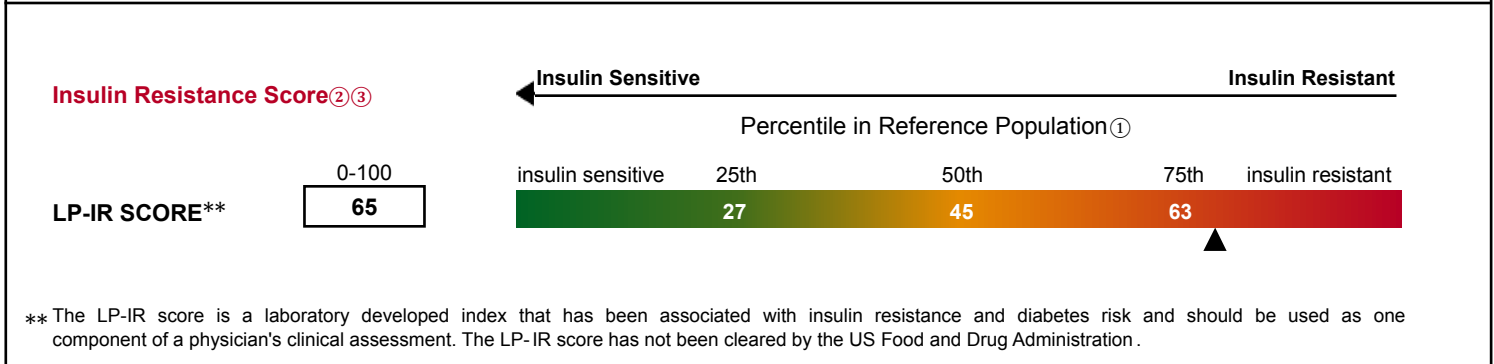 Insulin Sensitive Insulin Resistant
Insulin Resistance Score②③
Percentile in Reference Population①
0-100 insulin sensitive 25th 50th 75th insulin resistant
LP-IR SCORE** 65 27 45 63
** The LP-IR score is a laboratory developed index that has been associated with insulin resistance and diabetes risk and should be used as one
component of a physician's clinical assessment. The LP-IR score has not been cleared by the US Food and Drug Administration.